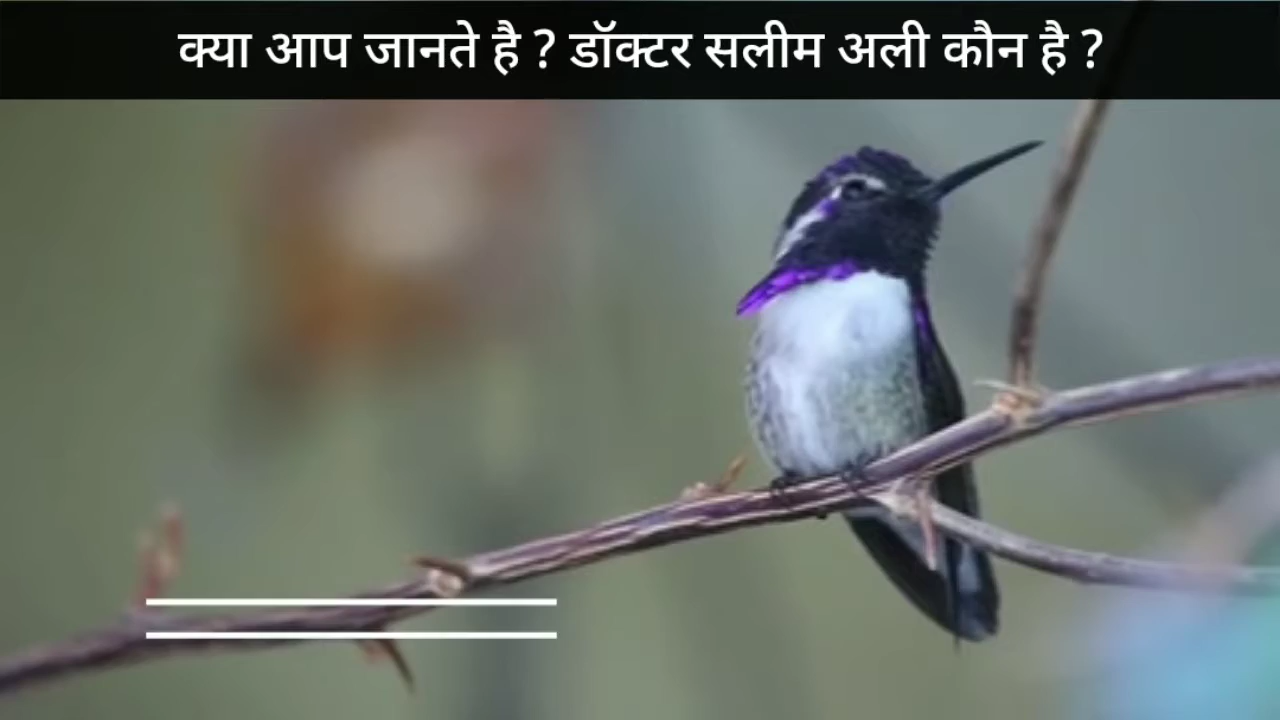 क्या आप जानते है ? डॉक्टर सलीम अली कौन है ?